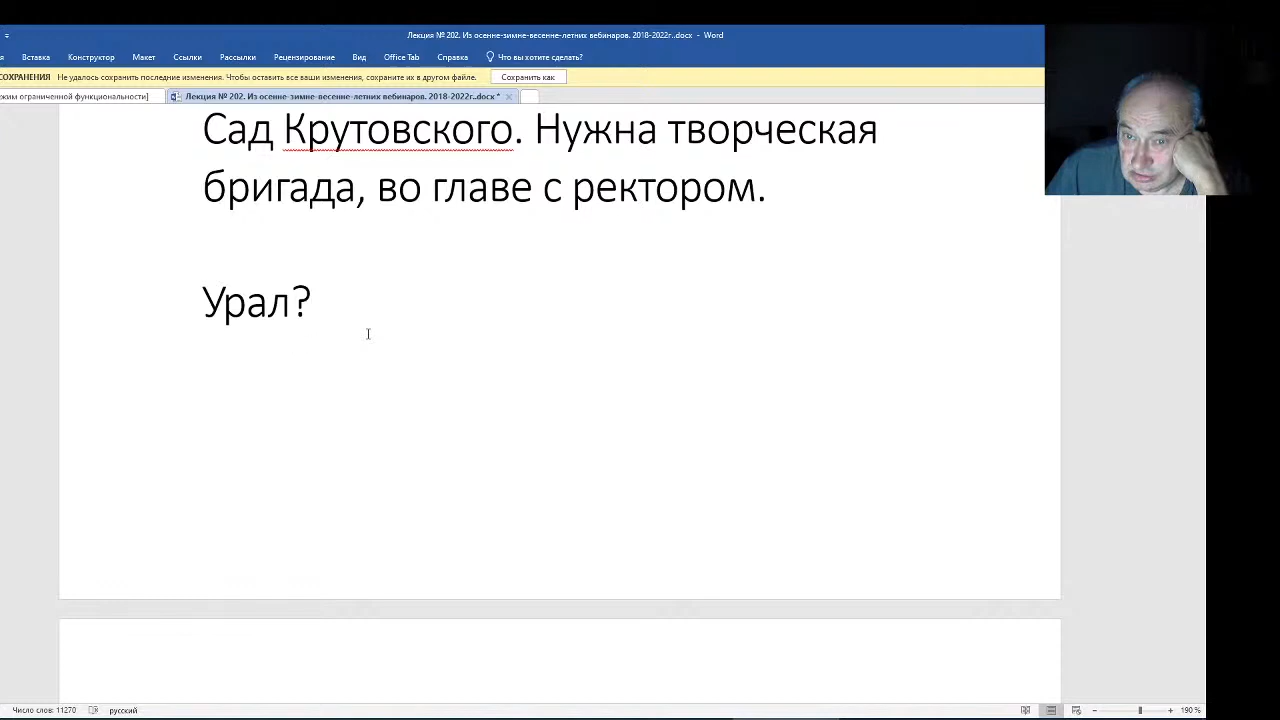 Лекция № 202. Из осенне-зимне-весенне-летних вебинаров. 2018-2022г..docx - Word
Вставка Конструктор Макет Ссылки Рассылки Рецензирование Вид Office Tab Справка Что вы хотите сделать?
СОХРАНЕНИЯ Не удалось сохранить последние изменения. Чтобы оставить все ваши изменения, сохраните их в другом файле. Сохранить как
ограниченной функциональности] Лекция № 202. Из осенне-зимне-весенне-летних вебинаров. 2018-2022г..docx *
Сад Крутовского. Нужна творческая
бригада, во главе с ректором.
Урал?
Число слов: 11270 русский 190 %